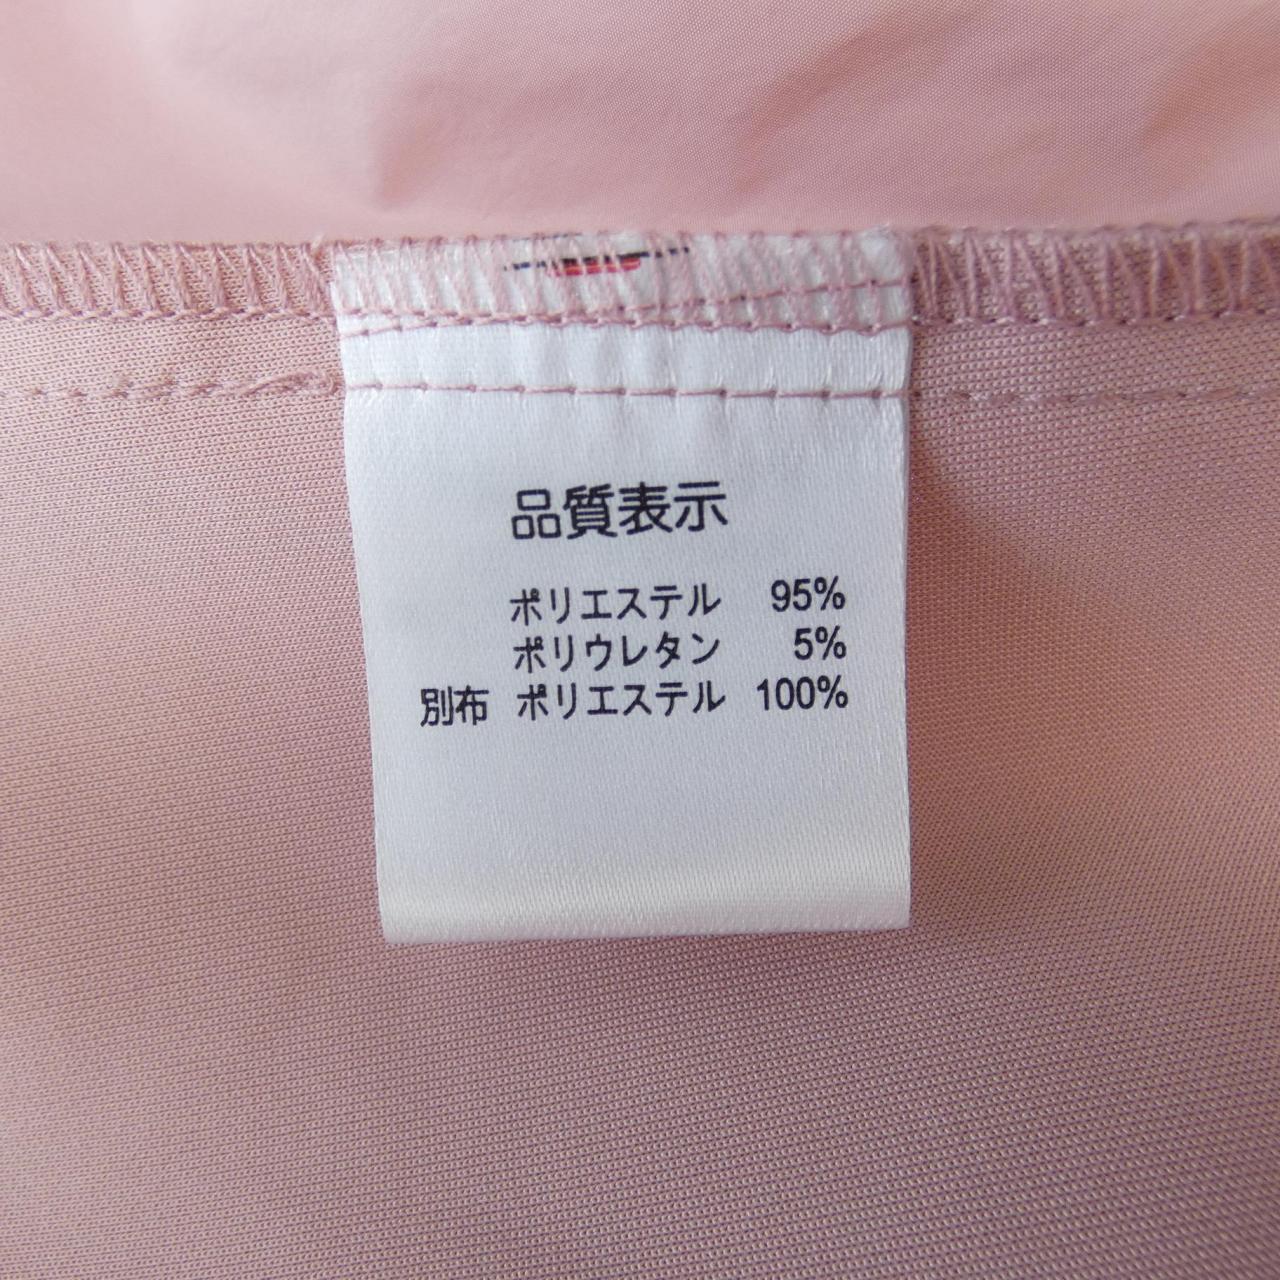 品質表示
ポリエステル 95%
ポリウレタン 5%
別布 ポリエステル 100%